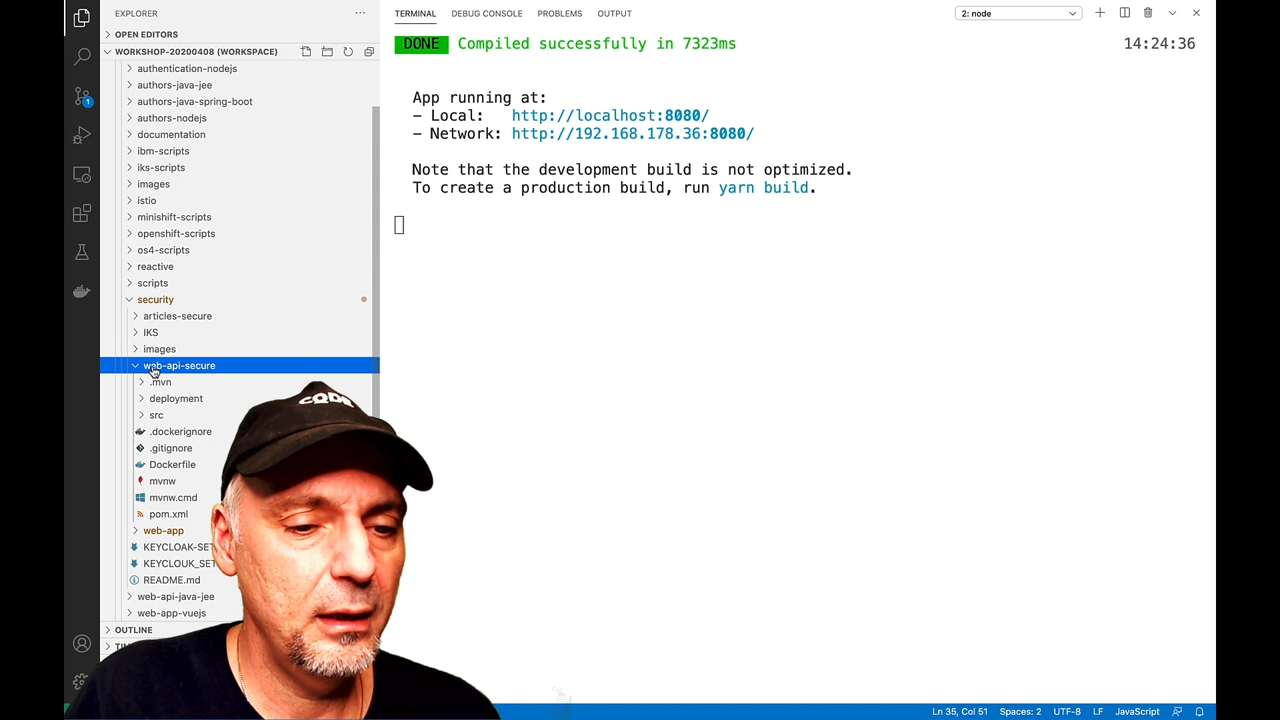 EXPLORER
···
OPEN EDITORS
WORKSHOP-20200408 (WORKSPACE)
authentication-nodejs
authors-java-jee
authors-java-spring-boot
authors-nodejs
documentation
ibm-scripts
iks-scripts
images
istio
minishift-scripts
openshift-scripts
os4-scripts
reactive
scripts
security
articles-secure
IKS
images
web-api-secure
.mvn
deployment
src
.dockerignore
.gitignore
Dockerfile
mvnw
mvnw.cmd
pom.xml
web-app
KEYCLOAK-SET
KEYCLOUK_SET
README.md
web-api-java-jee
web-app-vuejs
OUTLINE
1
TERMINAL DEBUG CONSOLE PROBLEMS OUTPUT
2: node
DONE Compiled successfully in 7323ms 14:24:36
App running at:
- Local: http://localhost:8080/
- Network: http://192.168.178.36:8080/
Note that the development build is not optimized.
To create a production build, run yarn build.
CODE
Ln 35, Col 51 Spaces: 2 UTF-8 LF JavaScript